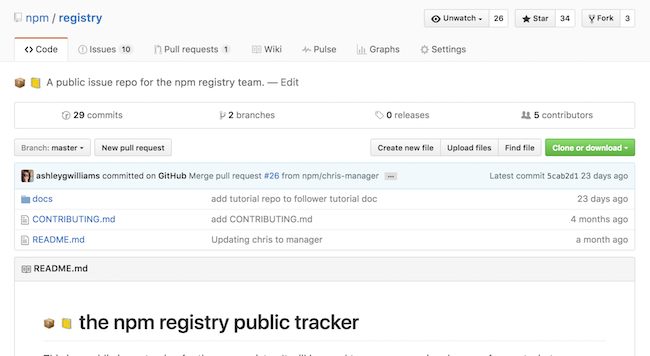 npm / registry
Unwatch 26 Star 34 Fork 3
Code Issues 10 Pull requests 1 Wiki Pulse Graphs Settings
A public issue repo for the npm registry team. — Edit
29 commits 2 branches 0 releases 5 contributors
Branch: master New pull request Create new file Upload files Find file Clone or download
ashleygwilliams committed on GitHub Merge pull request #26 from npm/chris-manager ... Latest commit 5cab2d1 23 days ago
docs add tutorial repo to follower tutorial doc 23 days ago
CONTRIBUTING.md add CONTRIBUTING.md 4 months ago
README.md Updating chris to manager a month ago
README.md
the npm registry public tracker